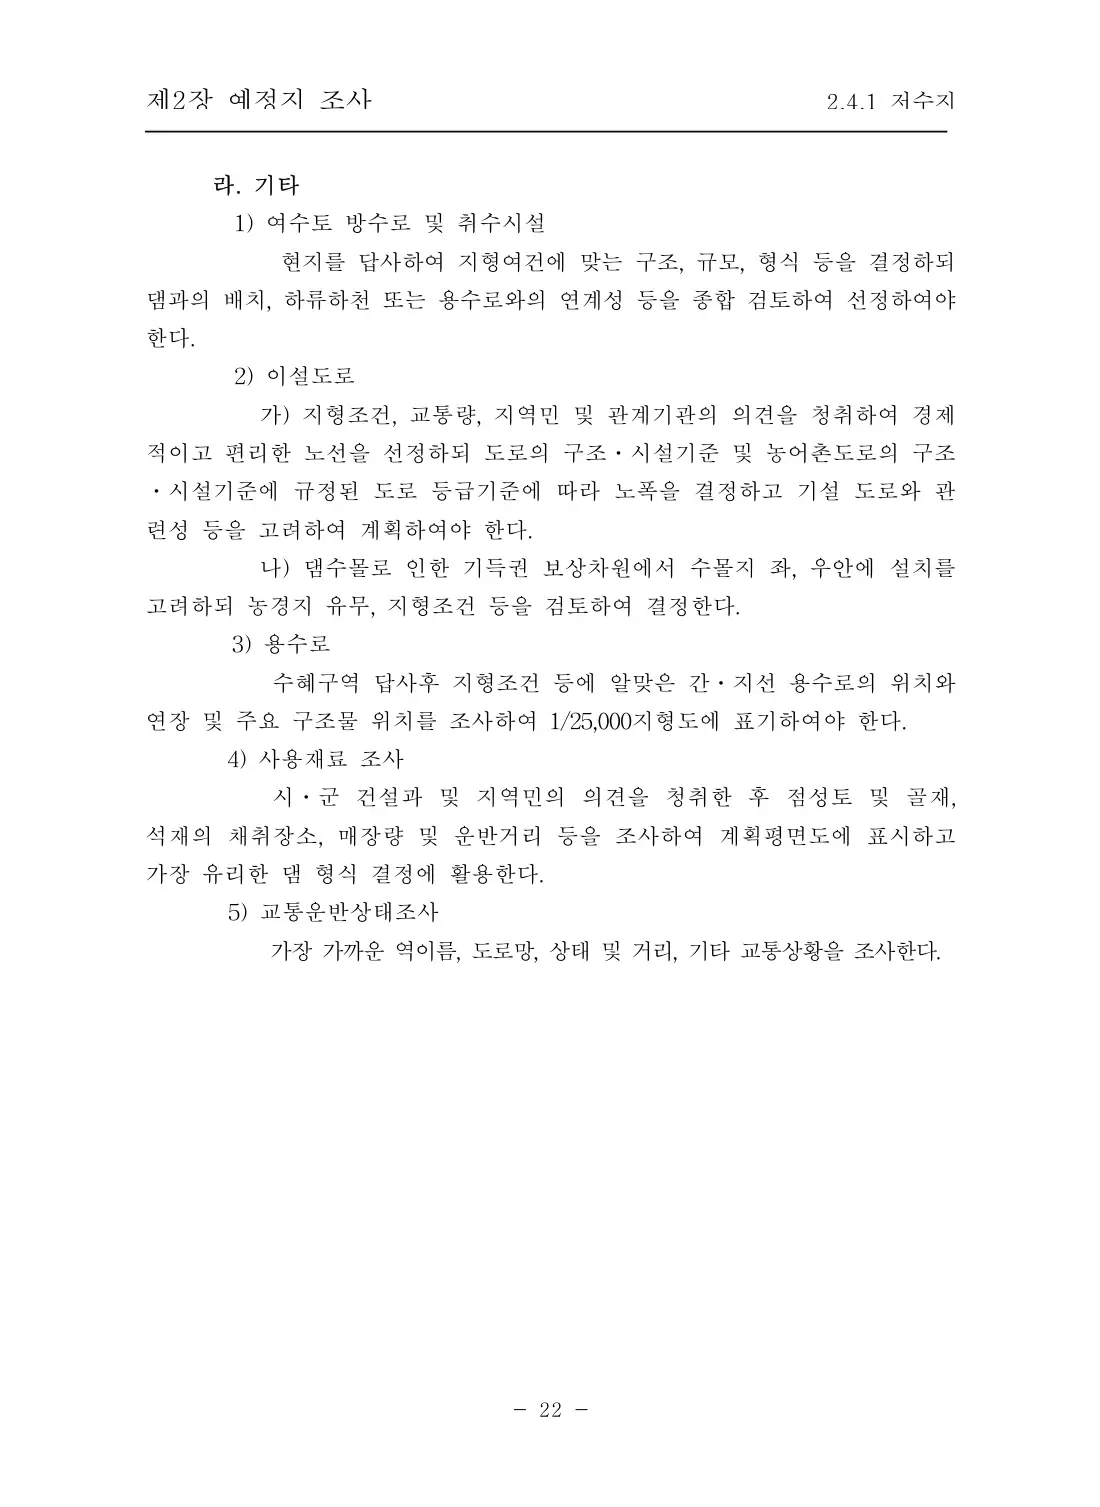 제2장 예정지 조사
2.4.1 저수지
라. 기타
1) 여수토 방수로 및 취수시설
현지를 답사하여 지형여건에 맞는 구조, 규모, 형식 등을 결정하되
댐과의 배치, 하류하천 또는 용수로와의 연계성 등을 종합 검토하여 선정하여야
한다.
2) 이설도로
가) 지형조건, 교통량, 지역민 및 관계기관의 의견을 청취하여 경제
적이고 편리한 노선을 선정하되 도로의 구조・시설기준 및 농어촌도로의 구조
・시설기준에 규정된 도로 등급기준에 따라 노폭을 결정하고 기설 도로와 관
련성 등을 고려하여 계획하여야 한다.
나) 댐수몰로 인한 기득권 보상차원에서 수몰지 좌, 우안에 설치를
고려하되 농경지 유무, 지형조건 등을 검토하여 결정한다.
3) 용수로
수혜구역 답사후 지형조건 등에 알맞은 간・지선 용수로의 위치와
연장 및 주요 구조물 위치를 조사하여 1/25,000지형도에 표기하여야 한다.
4) 사용재료 조사
시・군 건설과 및 지역민의 의견을 청취한 후 점성토 및 골재,
석재의 채취장소, 매장량 및 운반거리 등을 조사하여 계획평면도에 표시하고
가장 유리한 댐 형식 결정에 활용한다.
5) 교통운반상태조사
가장 가까운 역이름, 도로망, 상태 및 거리, 기타 교통상황을 조사한다.
- 22 -